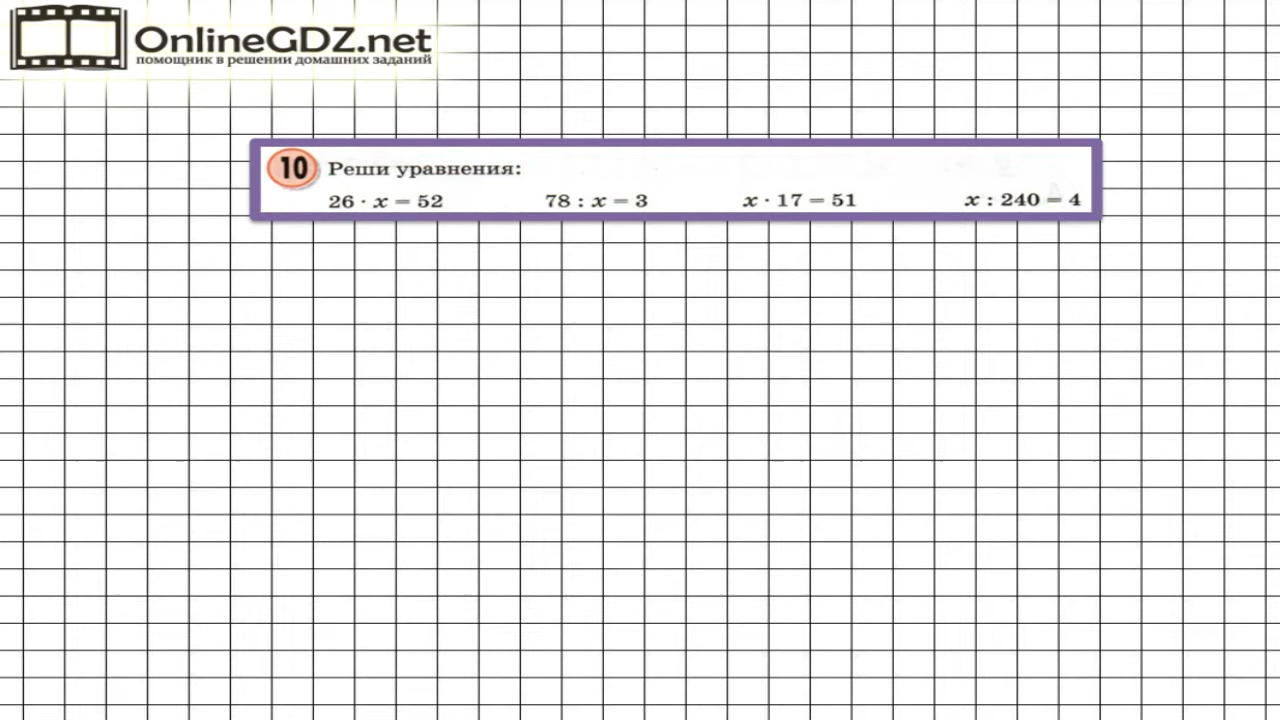 OnlineGDZ.net
помощник в решении домашних заданий
10 Реши уравнения:
26 · x = 52 78 : x = 3 x · 17 = 51 x : 240 = 4